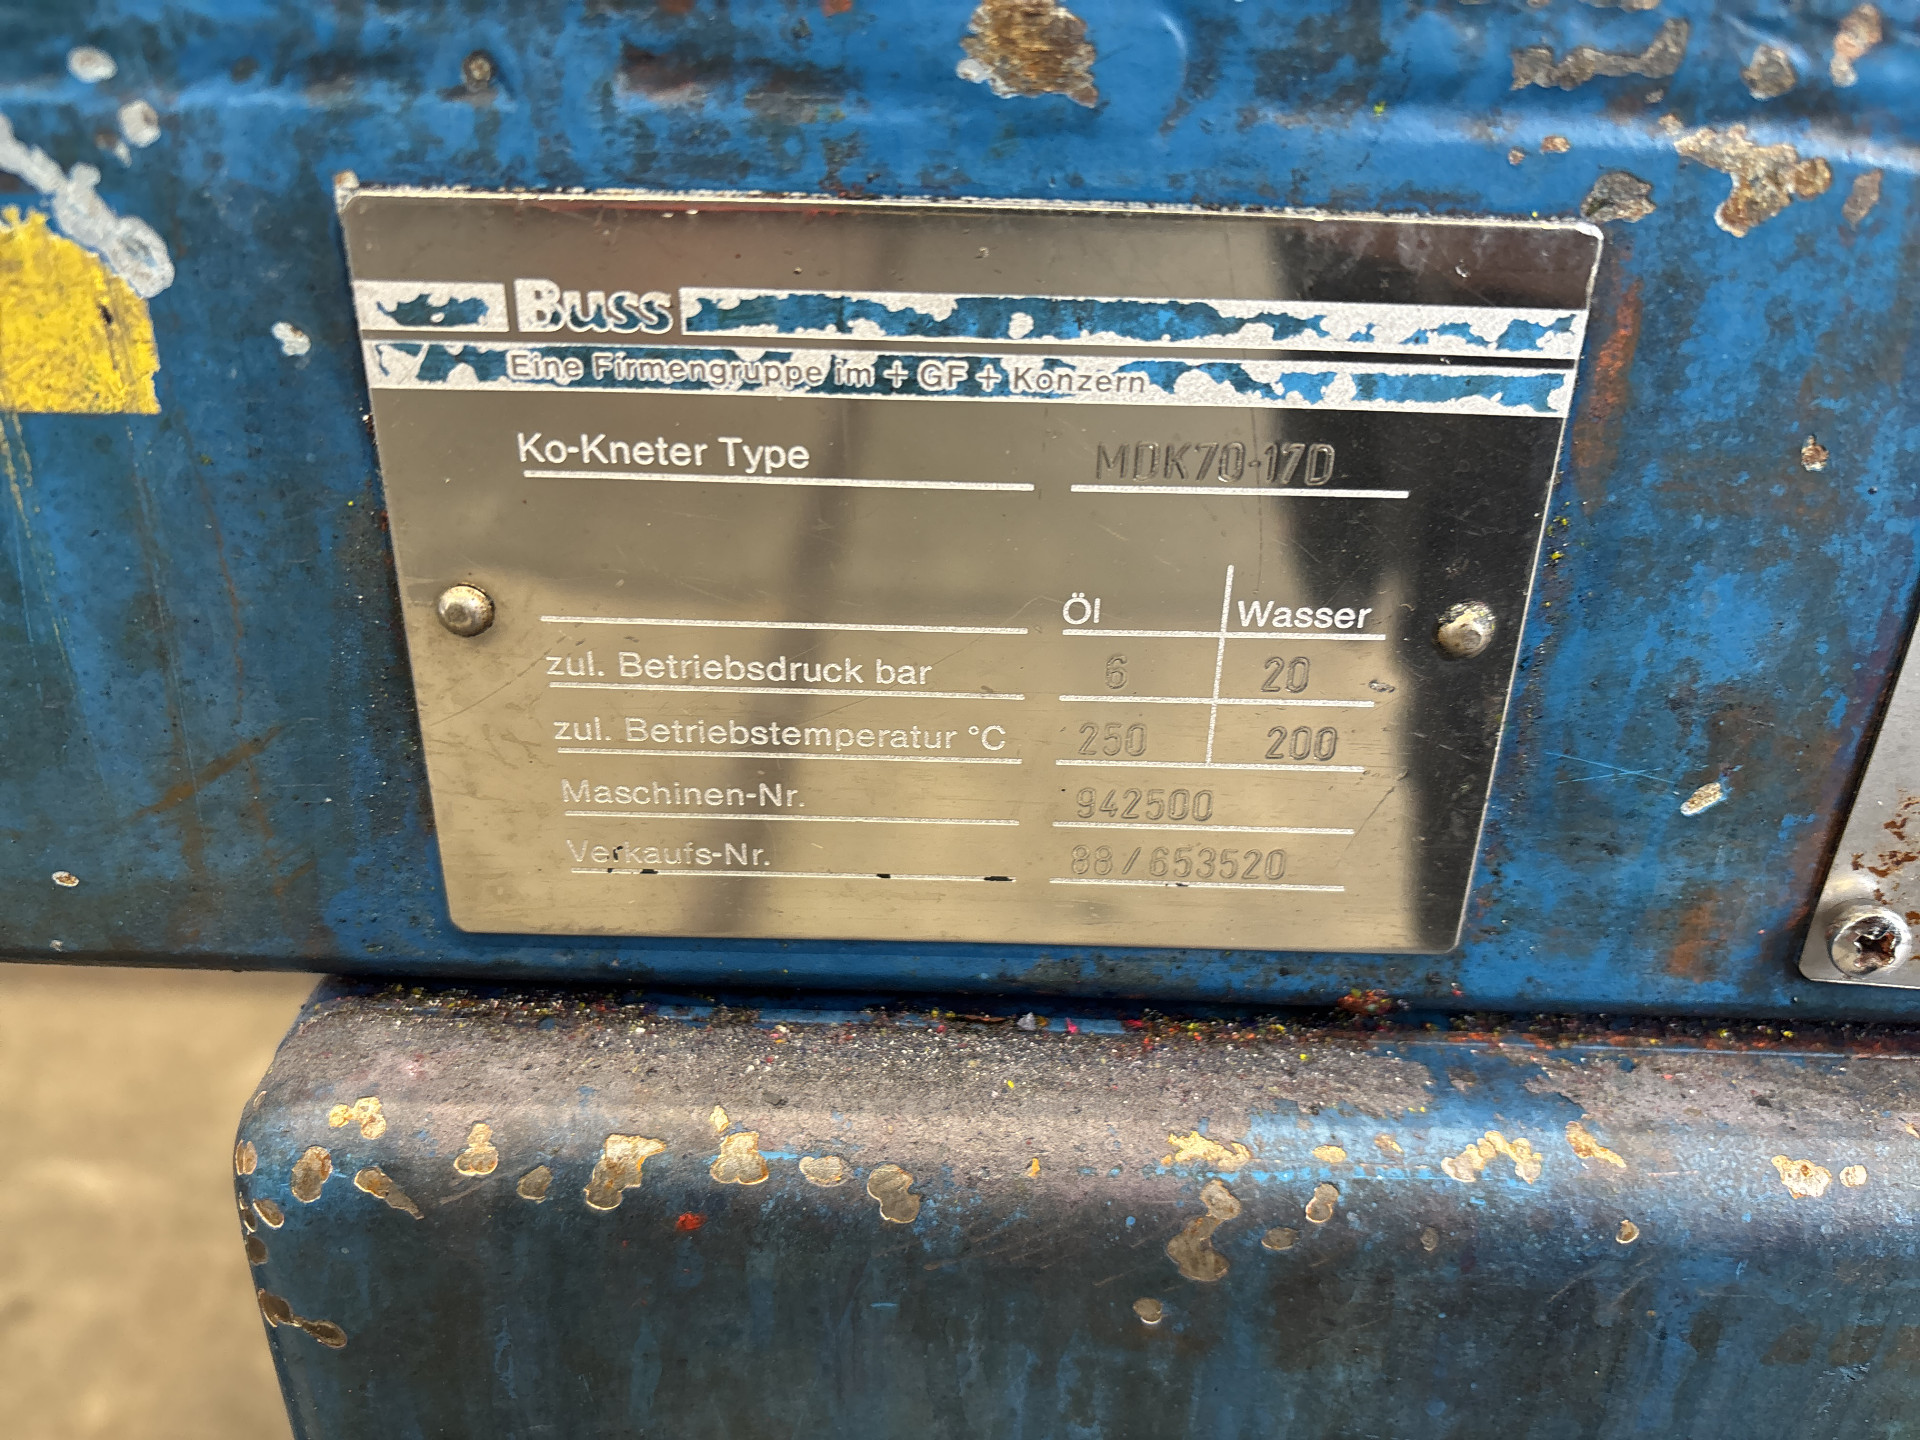 Buss
Eine Firmengruppe im + GF + Konzern
Ko-Kneter Type MDK70-17D
Öl Wasser
zul. Betriebsdruck bar 6 20
zul. Betriebstemperatur °C 250 200
Maschinen-Nr. 942500
Verkaufs-Nr. 88/653520